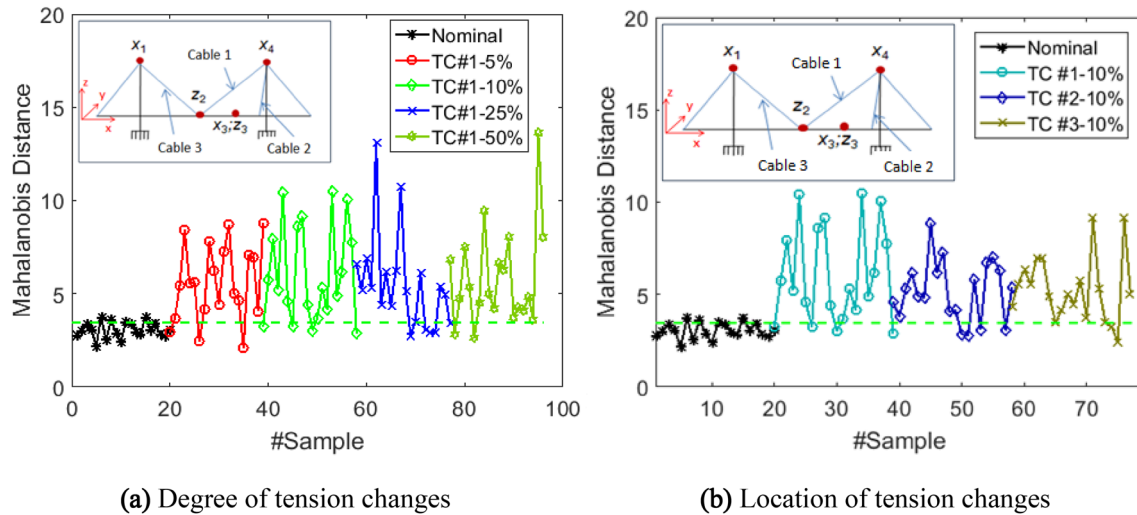 20
15
10
5
0
Mahalanobis Distance
0
20
40
60
80
100
#Sample
Nominal
TC#1-5%
TC#1-10%
TC#1-25%
TC#1-50%
x1
x4
Cable 1
z2
x3;z3
Cable 3
Cable 2
z
y
x
(a) Degree of tension changes
20
15
10
5
0
Mahalanobis Distance
10
20
30
40
50
60
70
#Sample
Nominal
TC #1-10%
TC #2-10%
TC #3-10%
x1
x4
Cable 1
z2
x3;z3
Cable 3
Cable 2
z
y
x
(b) Location of tension changes